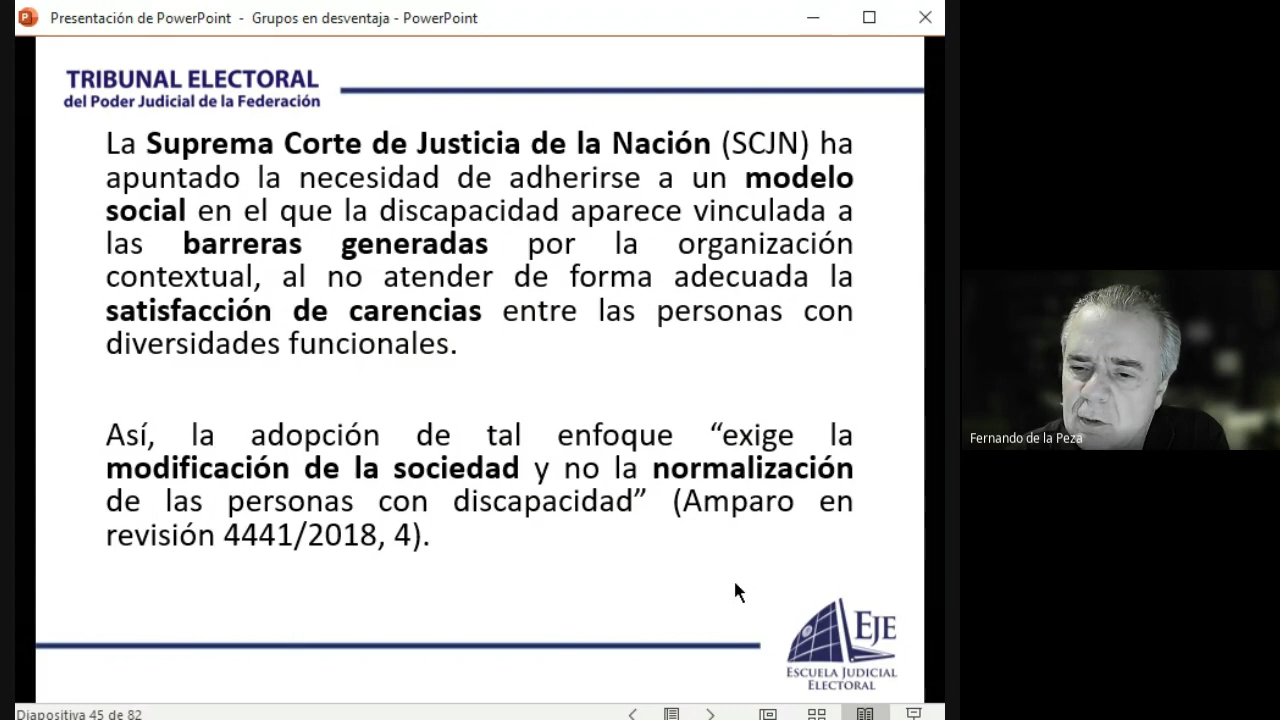 Presentación de PowerPoint - Grupos en desventaja - PowerPoint
TRIBUNAL ELECTORAL
del Poder Judicial de la Federación
La Suprema Corte de Justicia de la Nación (SCJN) ha
apuntado la necesidad de adherirse a un modelo
social en el que la discapacidad aparece vinculada a
las barreras generadas por la organización
contextual, al no atender de forma adecuada la
satisfacción de carencias entre las personas con
diversidades funcionales.
Así, la adopción de tal enfoque “exige la
modificación de la sociedad y no la normalización
de las personas con discapacidad” (Amparo en
revisión 4441/2018, 4).
EJE
ESCUELA JUDICIAL
ELECTORAL
Fernando de la Peza
Diapositiva 45 de 82